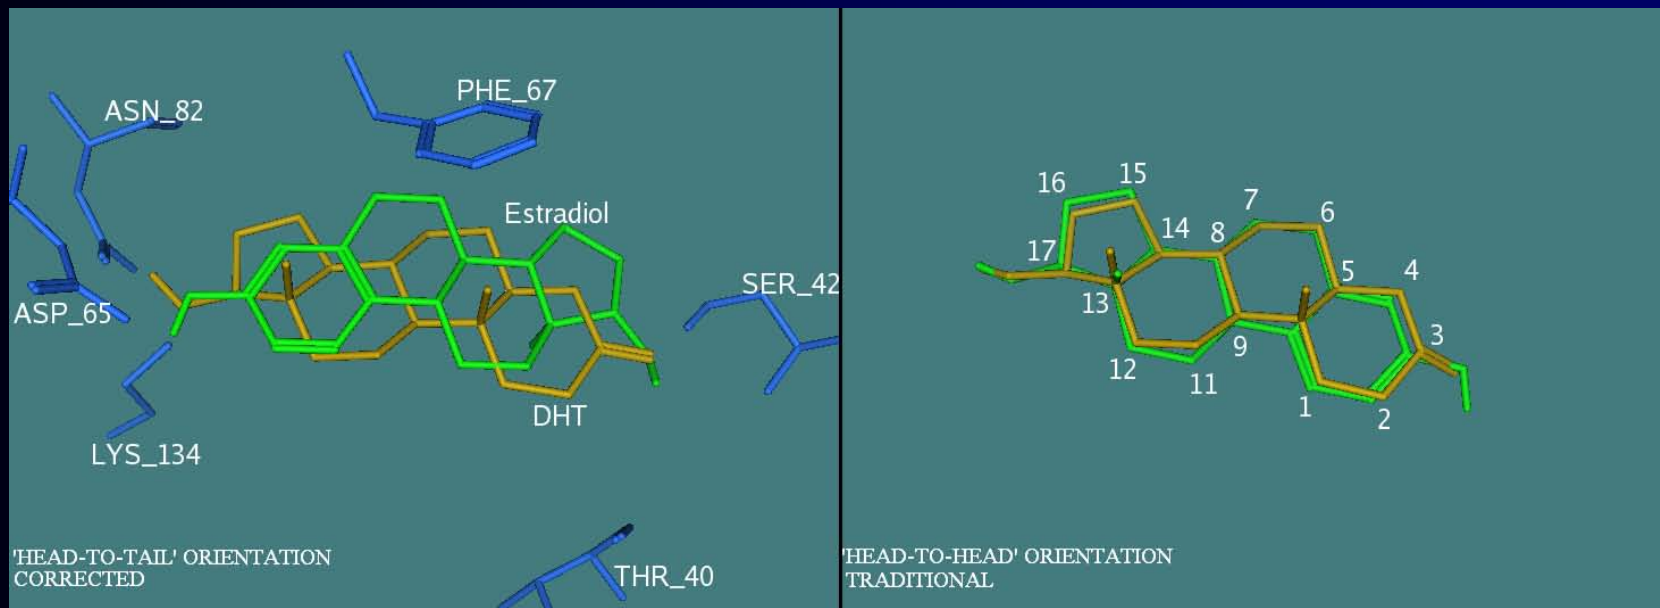 ASN_82
PHE_67
Estradiol
SER_42
ASP_65
DHT
LYS_134
THR_40
'HEAD-TO-TAIL' ORIENTATION
CORRECTED
16
15
7
6
14
8
17
5
4
13
3
9
12
11
1
2
'HEAD-TO-HEAD' ORIENTATION
TRADITIONAL